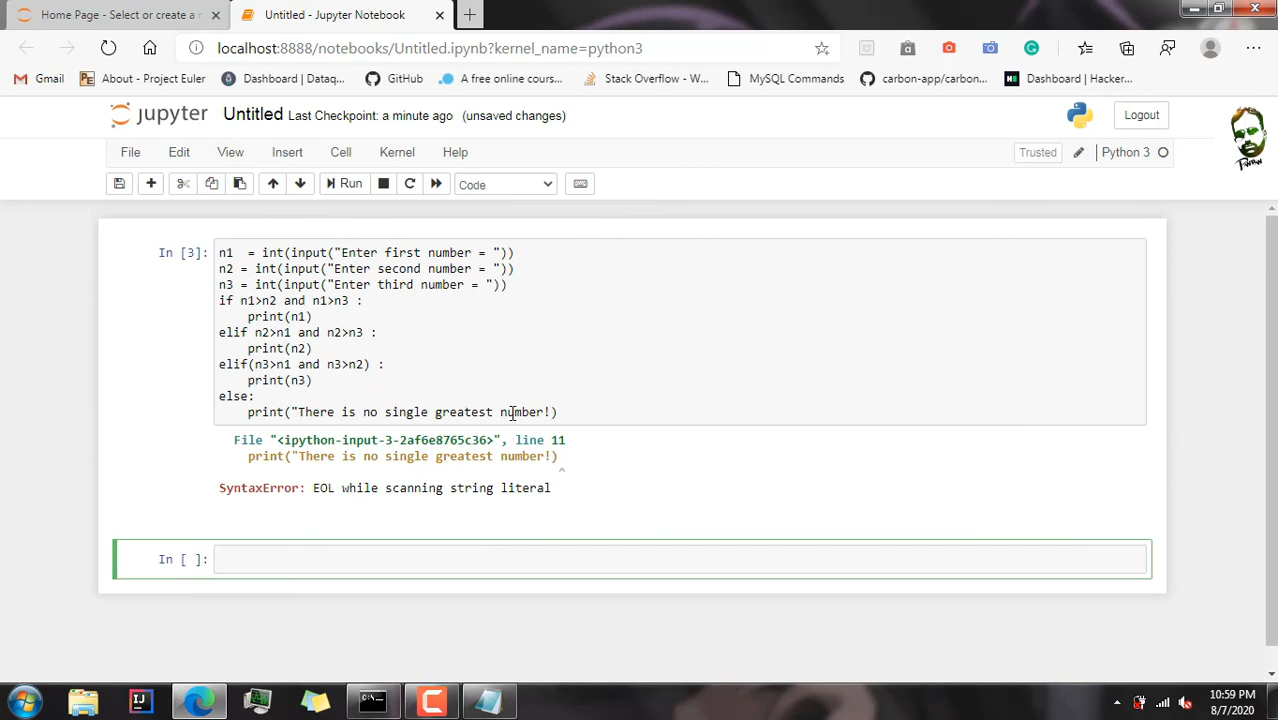 Home Page - Select or create a n
Untitled - Jupyter Notebook
localhost:8888/notebooks/Untitled.ipynb?kernel_name=python3
Gmail
About - Project Euler
Dashboard | Dataq...
GitHub
A free online cours...
Stack Overflow - W...
MySQL Commands
carbon-app/carbon...
Dashboard | Hacker...
jupyter Untitled Last Checkpoint: a minute ago (unsaved changes)
Logout
File Edit View Insert Cell Kernel Help
Trusted Python 3
Run Code
In [3]:
n1  = int(input("Enter first number = "))
n2 = int(input("Enter second number = "))
n3 = int(input("Enter third number = "))
if n1>n2 and n1>n3 :
    print(n1)
elif n2>n1 and n2>n3 :
    print(n2)
elif(n3>n1 and n3>n2) :
    print(n3)
else:
    print("There is no single greatest number!)
File "<ipython-input-3-2af6e8765c36>", line 11
print("There is no single greatest number!)
^
SyntaxError: EOL while scanning string literal
In [ ]:
10:59 PM
8/7/2020